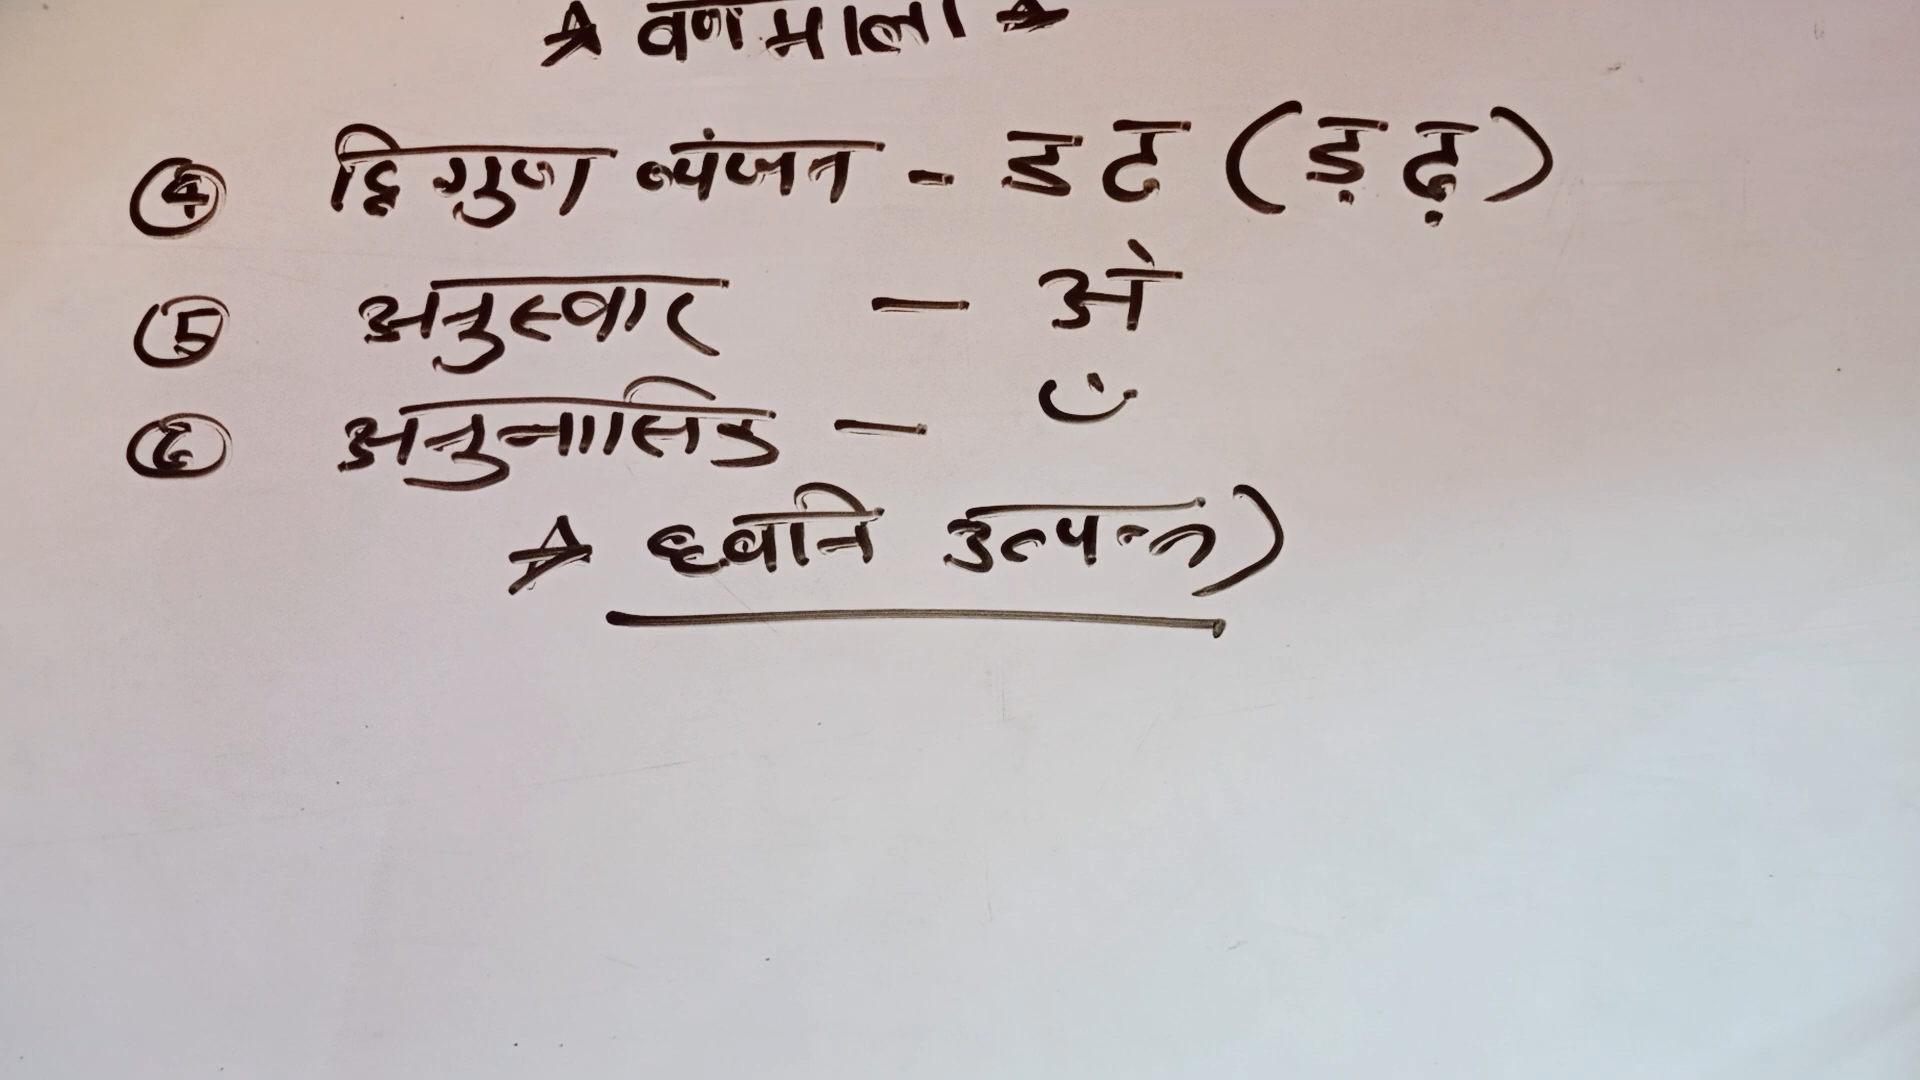 ★ वर्णमाला ★
④ द्विगुण व्यंजन - ड ढ (ड़ ढ़)
⑤ अनुस्वार - अं
⑥ अनुनासिक - ँ
★ ध्वनि उत्पन्न)